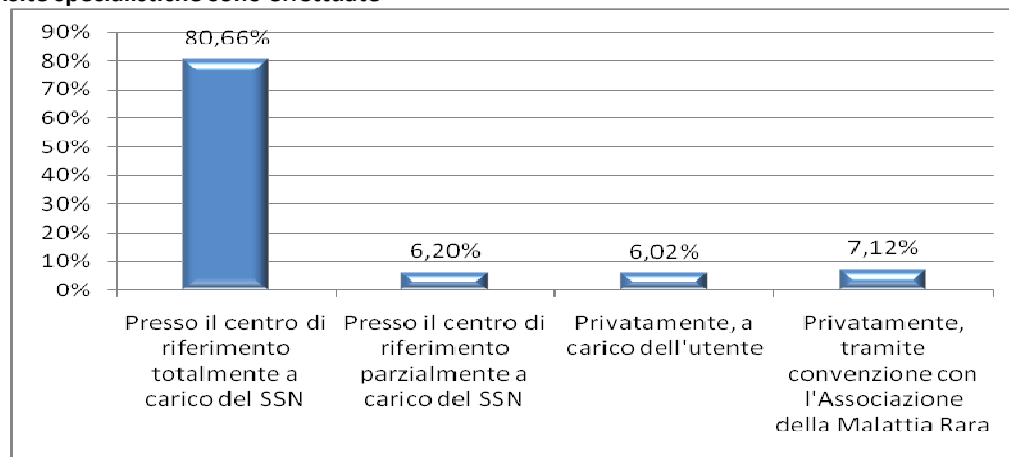 specialistiche sono effettuate
90%
80,66%
80%
70%
60%
50%
40%
30%
20%
10%
0%
6,20%
6,02%
7,12%
Presso il centro di
riferimento
totalmente a
carico del SSN
Presso il centro di
riferimento
parzialmente a
carico del SSN
Privatamente, a
carico dell'utente
Privatamente,
tramite
convenzione con
l'Associazione
della Malattia Rara